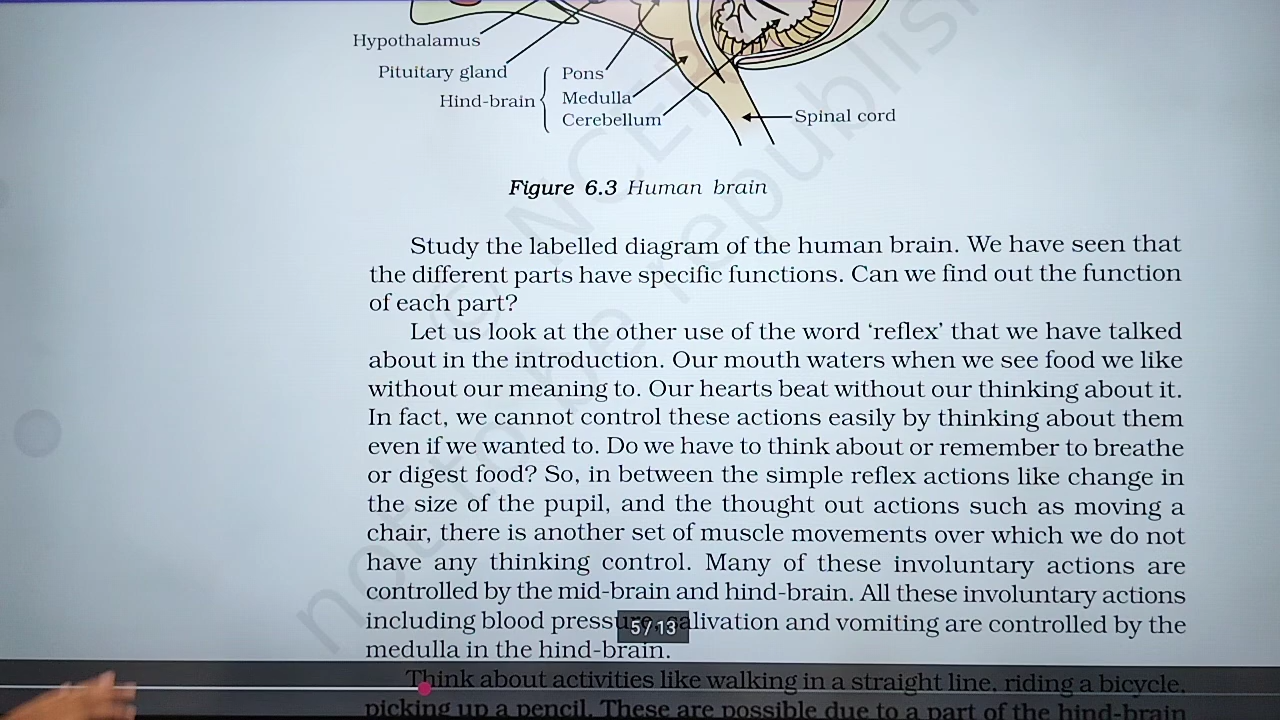 Hypothalamus
Pituitary gland
Pons
Hind-brain
Medulla
Cerebellum
Spinal cord
Figure 6.3 Human brain
Study the labelled diagram of the human brain. We have seen that
the different parts have specific functions. Can we find out the function
of each part?
Let us look at the other use of the word ‘reflex’ that we have talked
about in the introduction. Our mouth waters when we see food we like
without our meaning to. Our hearts beat without our thinking about it.
In fact, we cannot control these actions easily by thinking about them
even if we wanted to. Do we have to think about or remember to breathe
or digest food? So, in between the simple reflex actions like change in
the size of the pupil, and the thought out actions such as moving a
chair, there is another set of muscle movements over which we do not
have any thinking control. Many of these involuntary actions are
controlled by the mid-brain and hind-brain. All these involuntary actions
including blood pressure, salivation and vomiting are controlled by the
5/13
medulla in the hind-brain.
Think about activities like walking in a straight line, riding a bicycle,
picking up a pencil. These are possible due to a part of the hind-brain
not to be republish